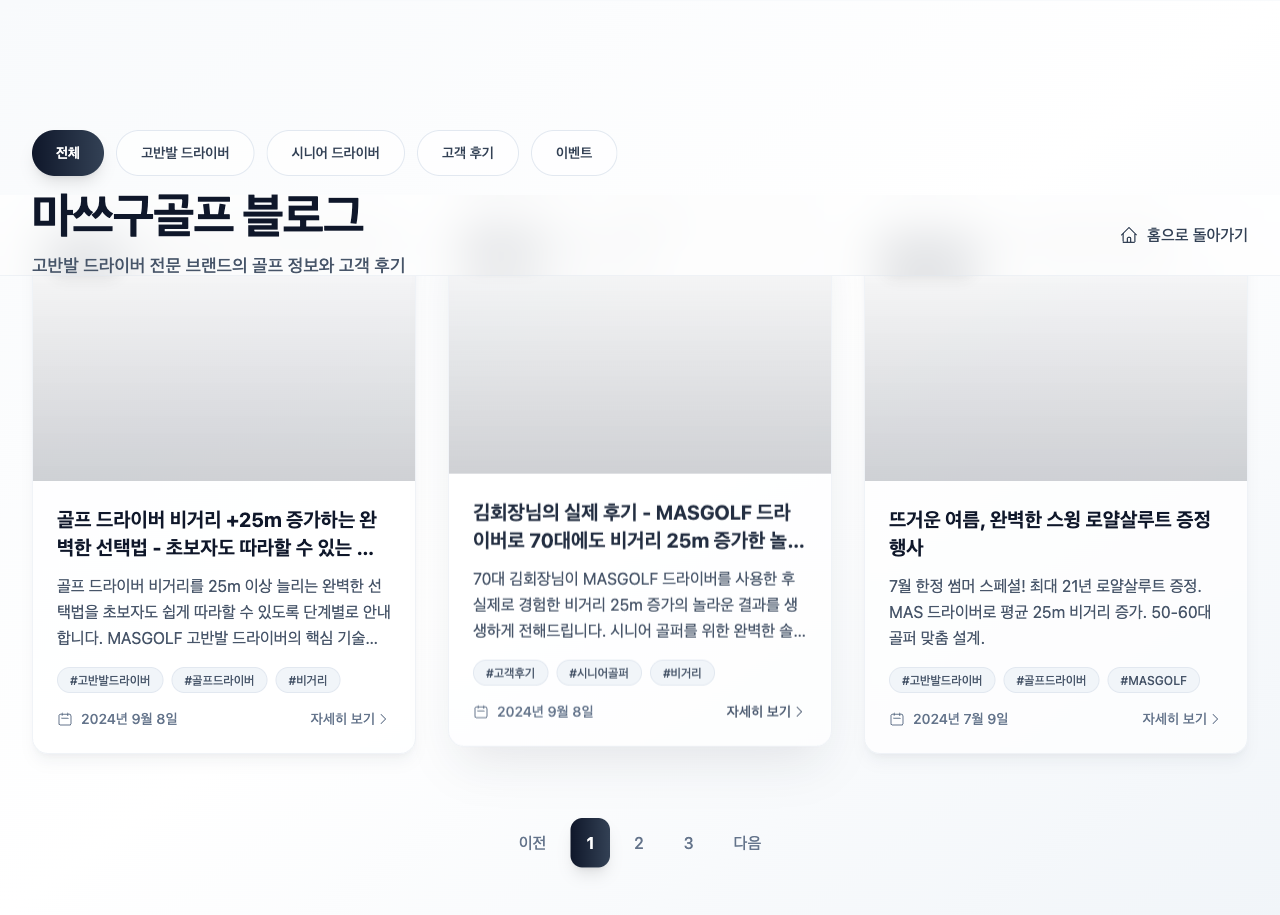 전체
고반발 드라이버
시니어 드라이버
고객 후기
이벤트
마쓰구골프 블로그
고반발 드라이버 전문 브랜드의 골프 정보와 고객 후기
홈으로 돌아가기
골프 드라이버 비거리 +25m 증가하는 완
벽한 선택법 - 초보자도 따라할 수 있는 ...
골프 드라이버 비거리를 25m 이상 늘리는 완벽한 선
택법을 초보자도 쉽게 따라할 수 있도록 단계별로 안내
합니다. MASGOLF 고반발 드라이버의 핵심 기술...
#고반발드라이버
#골프드라이버
#비거리
2024년 9월 8일
자세히 보기
김회장님의 실제 후기 - MASGOLF 드라
이버로 70대에도 비거리 25m 증가한 놀...
70대 김회장님이 MASGOLF 드라이버를 사용한 후
실제로 경험한 비거리 25m 증가의 놀라운 결과를 생
생하게 전해드립니다. 시니어 골퍼를 위한 완벽한 솔...
#고객후기
#시니어골퍼
#비거리
2024년 9월 8일
자세히 보기
뜨거운 여름, 완벽한 스윙 로얄살루트 증정
행사
7월 한정 썸머 스페셜! 최대 21년 로얄살루트 증정.
MAS 드라이버로 평균 25m 비거리 증가. 50-60대
골퍼 맞춤 설계.
#고반발드라이버
#골프드라이버
#MASGOLF
2024년 7월 9일
자세히 보기
이전
1
2
3
다음